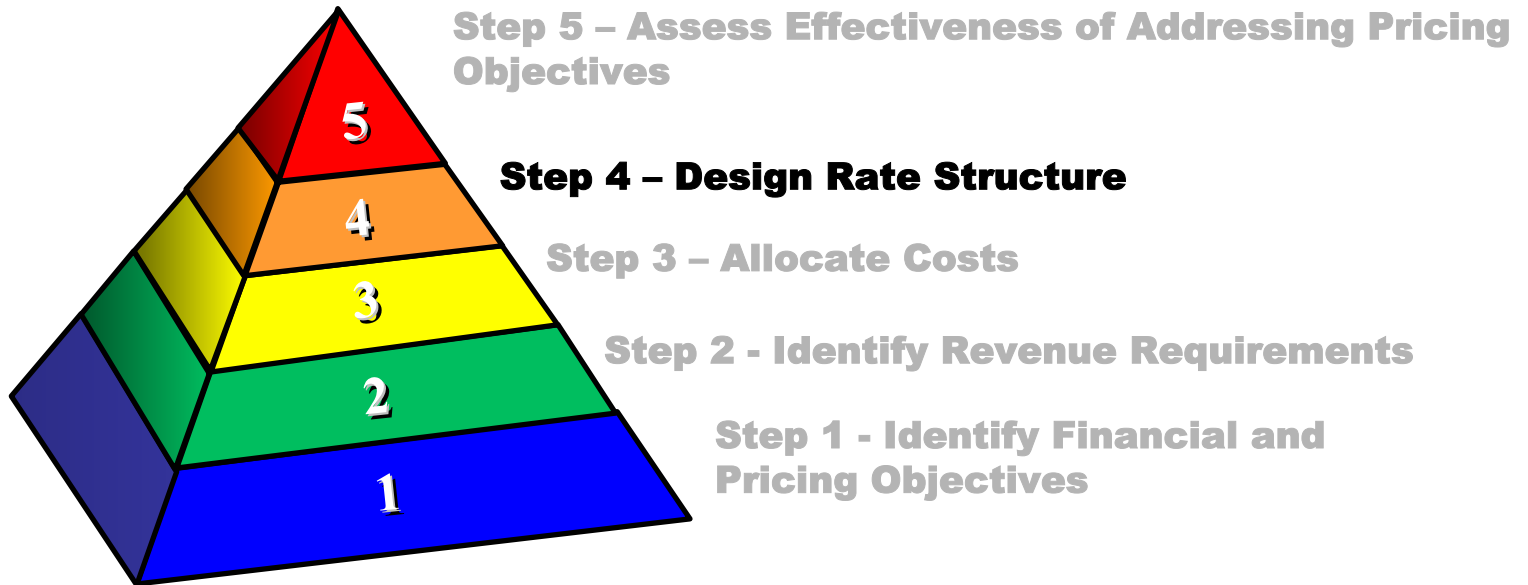 Step 5 – Assess Effectiveness of Addressing Pricing
Objectives
5
Step 4 – Design Rate Structure
4
Step 3 – Allocate Costs
3
Step 2 - Identify Revenue Requirements
2
Step 1 - Identify Financial and
Pricing Objectives
1